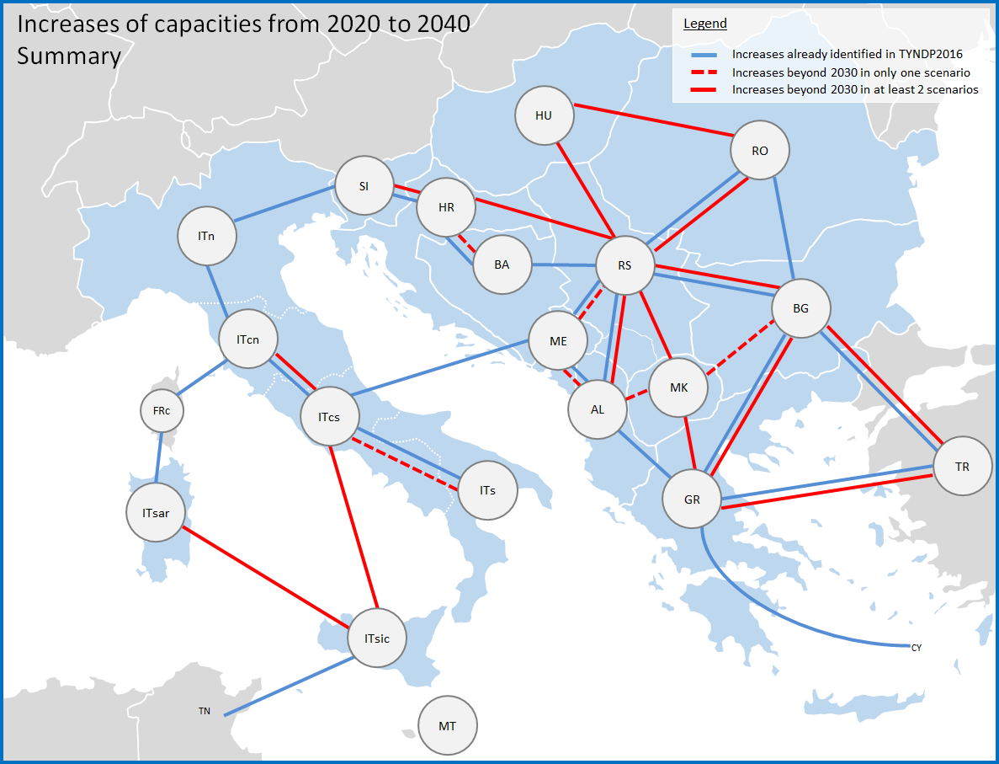 Increases of capacities from 2020 to 2040
Summary
Legend
Increases already identified in TYNDP2016
Increases beyond 2030 in only one scenario
Increases beyond 2030 in at least 2 scenarios
HU
RO
SI
HR
ITn
BA
RS
BG
ITcn
ME
MK
FRc
ITcs
AL
TR
ITs
GR
ITsar
ITsic
CY
TN
MT